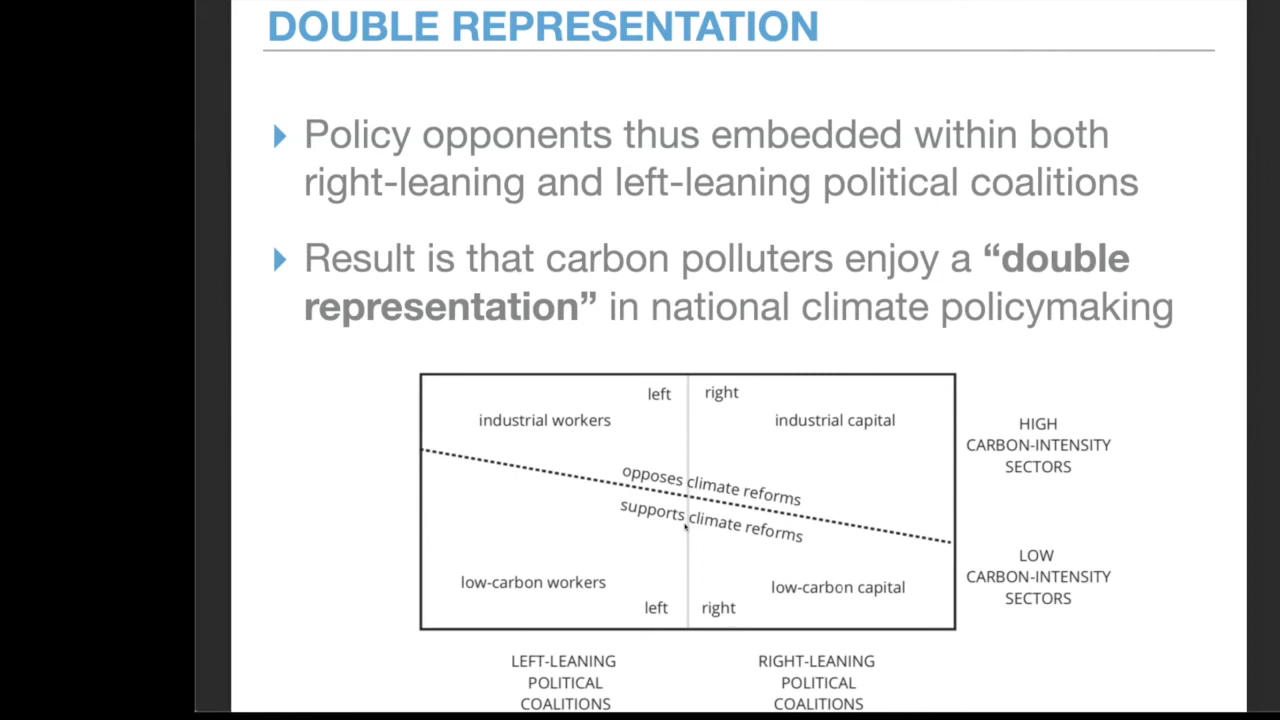 DOUBLE REPRESENTATION
Policy opponents thus embedded within both
right-leaning and left-leaning political coalitions
Result is that carbon polluters enjoy a “double
representation” in national climate policymaking
left right
industrial workers industrial capital
HIGH
CARBON-INTENSITY
SECTORS
opposes climate reforms
supports climate reforms
LOW
CARBON-INTENSITY
SECTORS
low-carbon workers low-carbon capital
left right
LEFT-LEANING
POLITICAL
COALITIONS
RIGHT-LEANING
POLITICAL
COALITIONS